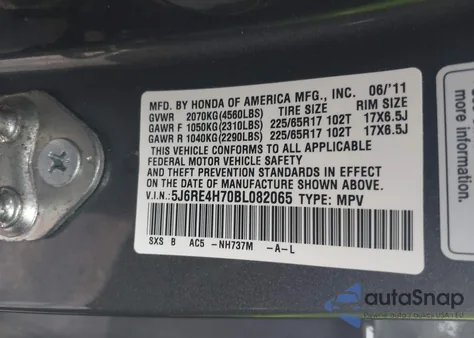 MFD. BY HONDA OF AMERICA MFG., INC. 06/'11
GVWR 2070KG(4560LBS) TIRE SIZE RIM SIZE
GAWR F 1050KG(2310LBS) 225/65R17 102T 17X6.5J
GAWR R 1040KG(2290LBS) 225/65R17 102T 17X6.5J
THIS VEHICLE CONFORMS TO ALL APPLICABLE
FEDERAL MOTOR VEHICLE SAFETY
AND THEFT PREVENTION STANDARDS IN EFFECT
ON THE DATE OF MANUFACTURE SHOWN ABOVE.
V.I.N.:5J6RE4H70BL082065 TYPE: MPV
SXS B AC5 -NH737M -A-L
autoSnap